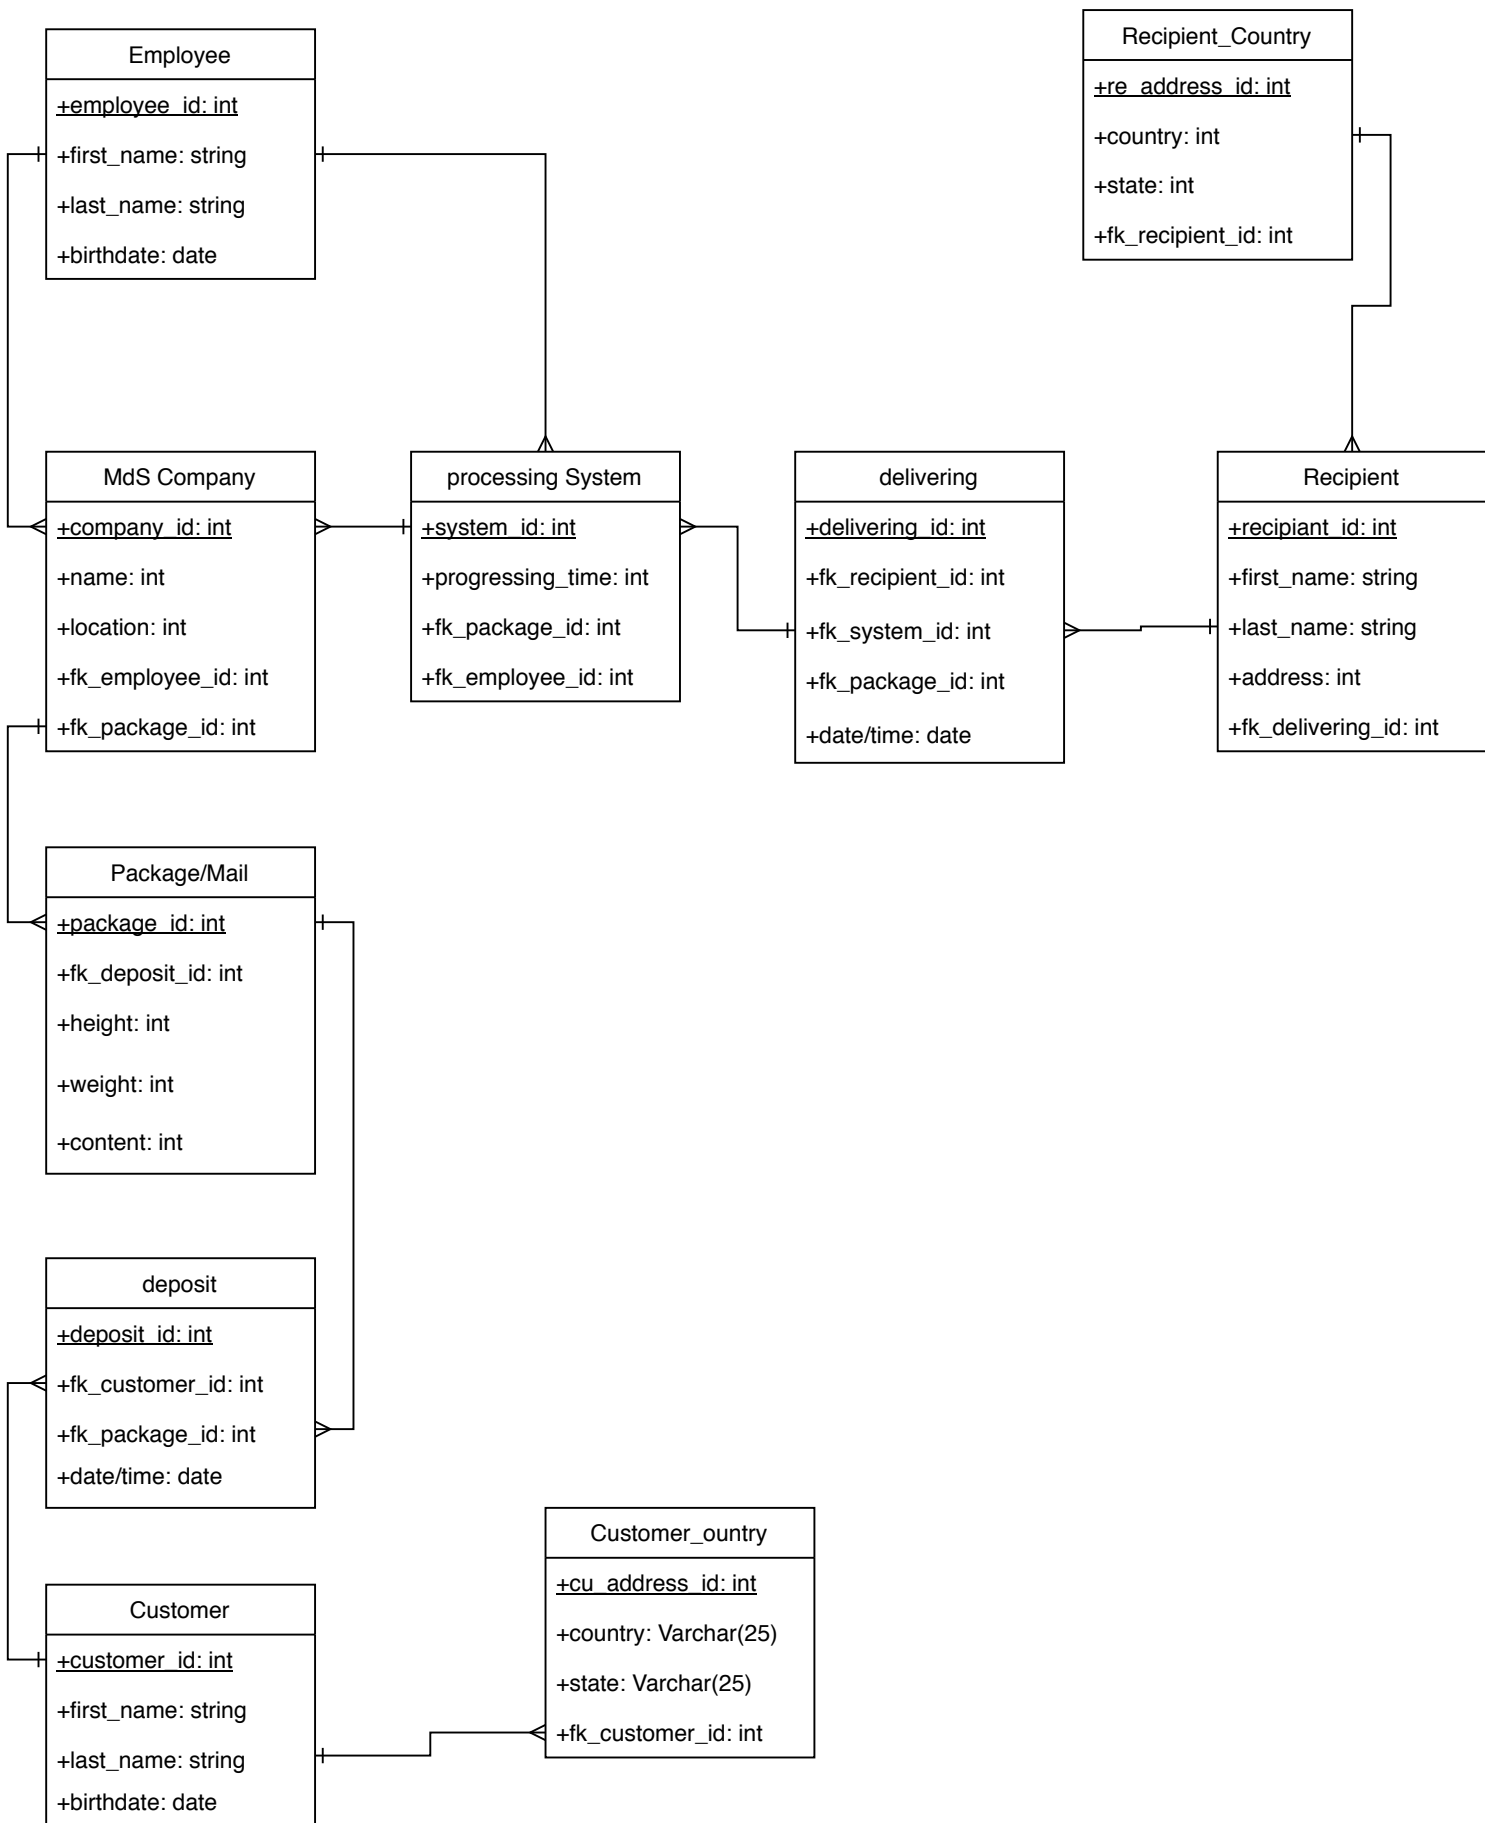 Employee
+employee_id: int
+first_name: string
+last_name: string
+birthdate: date
Recipient_Country
+re_address_id: int
+country: int
+state: int
+fk_recipient_id: int
MdS Company
+company_id: int
+name: int
+location: int
+fk_employee_id: int
+fk_package_id: int
processing System
+system_id: int
+progressing_time: int
+fk_package_id: int
+fk_employee_id: int
delivering
+delivering_id: int
+fk_recipient_id: int
+fk_system_id: int
+fk_package_id: int
+date/time: date
Recipient
+recipiant_id: int
+first_name: string
+last_name: string
+address: int
+fk_delivering_id: int
Package/Mail
+package_id: int
+fk_deposit_id: int
+height: int
+weight: int
+content: int
deposit
+deposit_id: int
+fk_customer_id: int
+fk_package_id: int
+date/time: date
Customer_ountry
+cu_address_id: int
+country: Varchar(25)
+state: Varchar(25)
+fk_customer_id: int
Customer
+customer_id: int
+first_name: string
+last_name: string
+birthdate: date